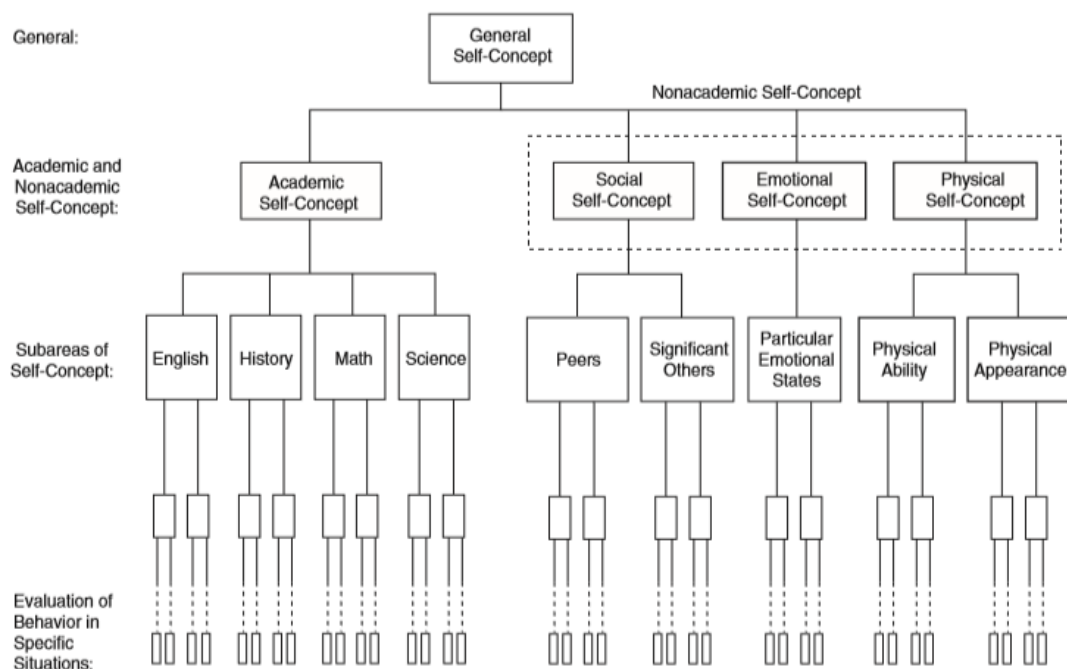 General:
General
Self-Concept
Nonacademic Self-Concept
Academic and
Nonacademic
Self-Concept:
Academic
Self-Concept
Social
Self-Concept
Emotional
Self-Concept
Physical
Self-Concept
Subareas of
Self-Concept:
English
History
Math
Science
Peers
Significant
Others
Particular
Emotional
States
Physical
Ability
Physical
Appearance
Evaluation of
Behavior in
Specific
Situations: